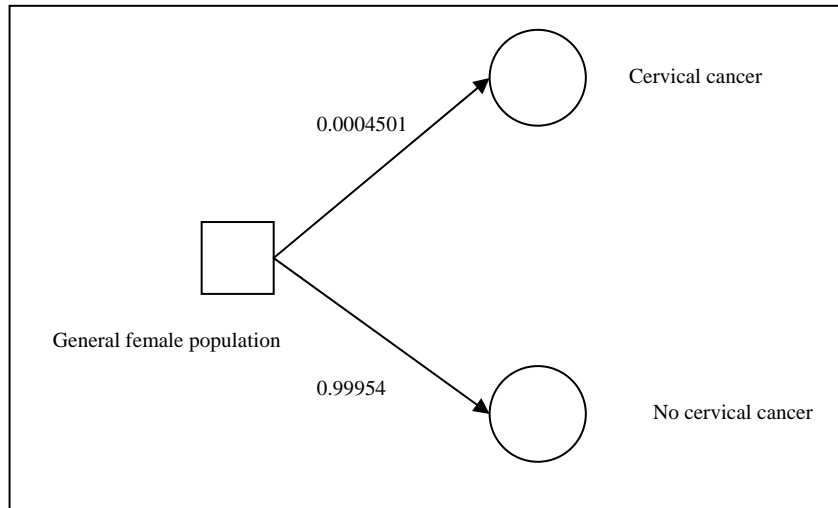 Cervical cancer
0.0004501
General female population
0.99954
No cervical cancer